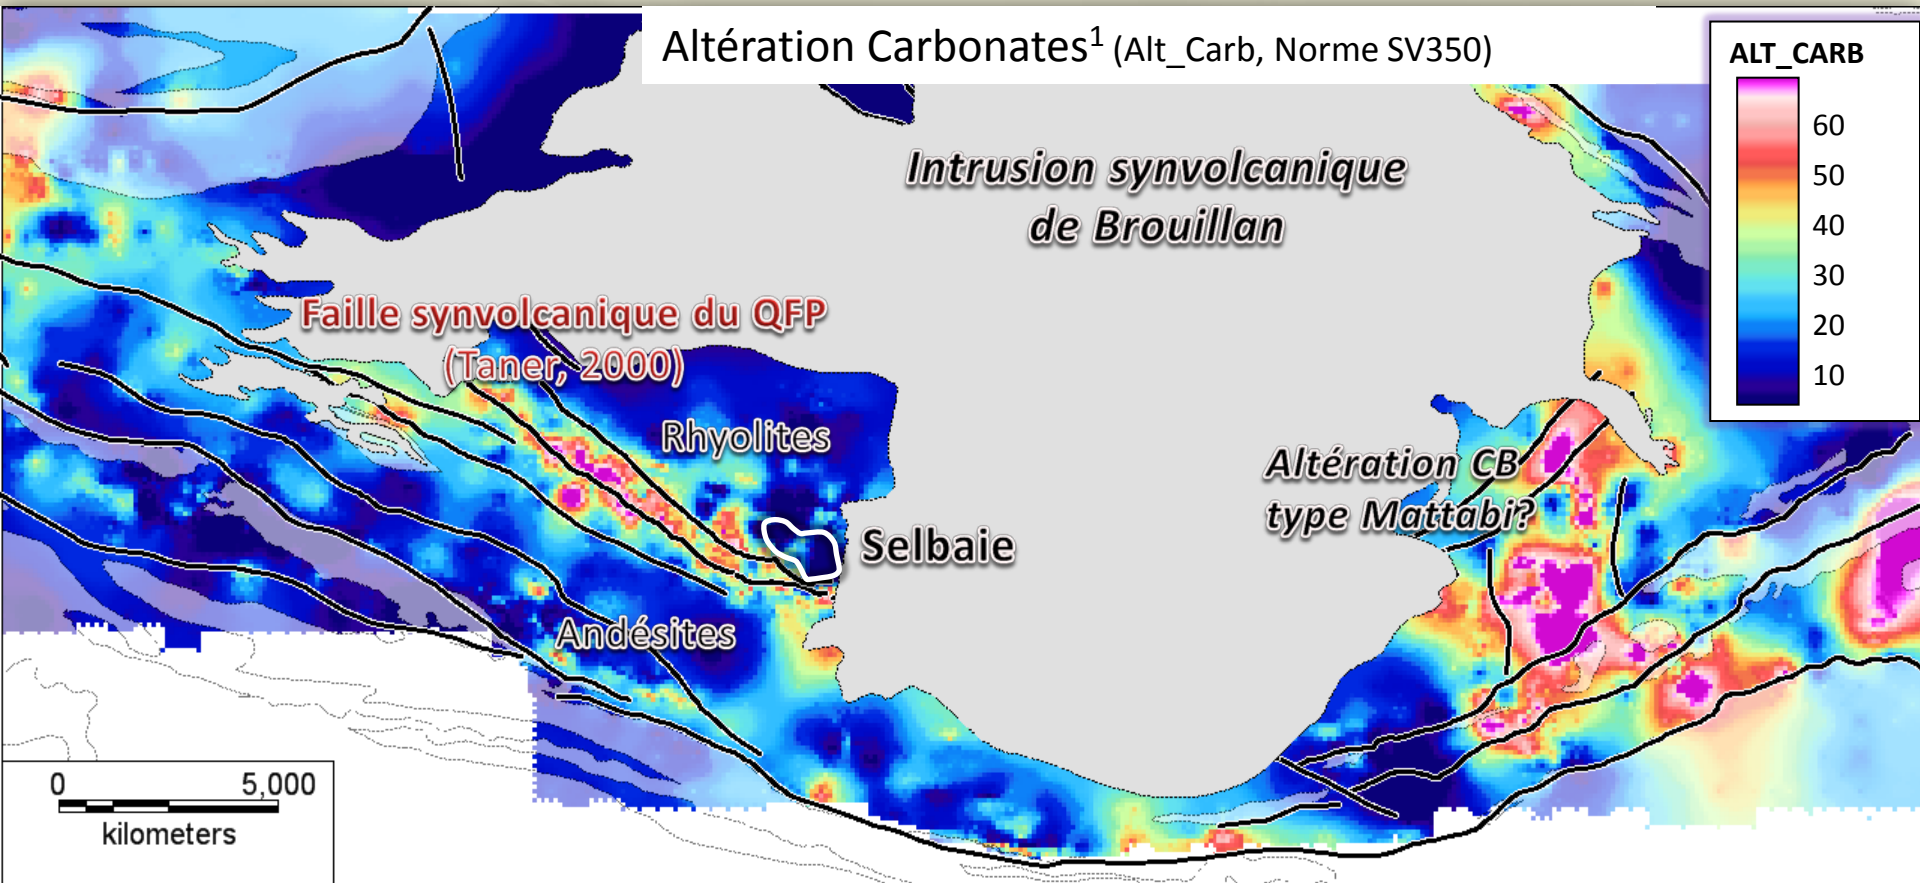 Altération Carbonates¹ (Alt_Carb, Norme SV350)
ALT_CARB
60
50
40
30
20
10
Intrusion synvolcanique
de Brouillan
Faille synvolcanique du QFP
(Taner, 2000)
Rhyolites
Altération CB
type Mattabi?
Selbaie
Andésites
0 5,000
kilometers